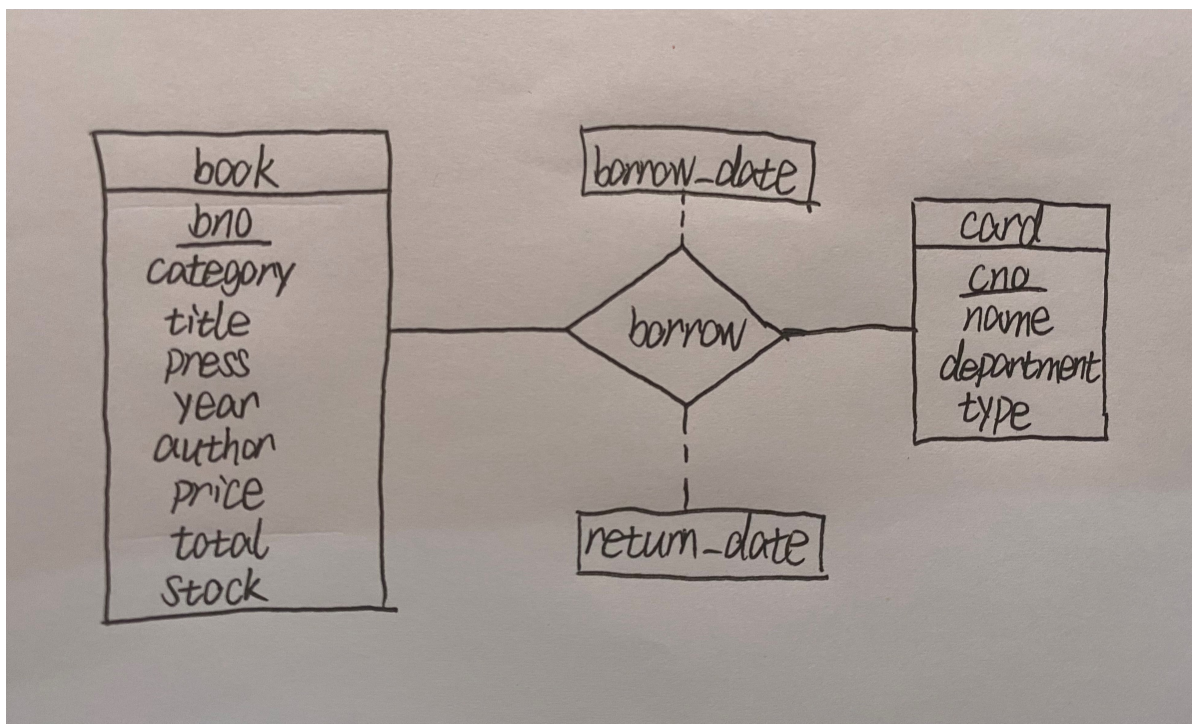 book
bno
category
title
press
year
author
price
total
stock
borrow_date
borrow
return_date
card
cno
name
department
type